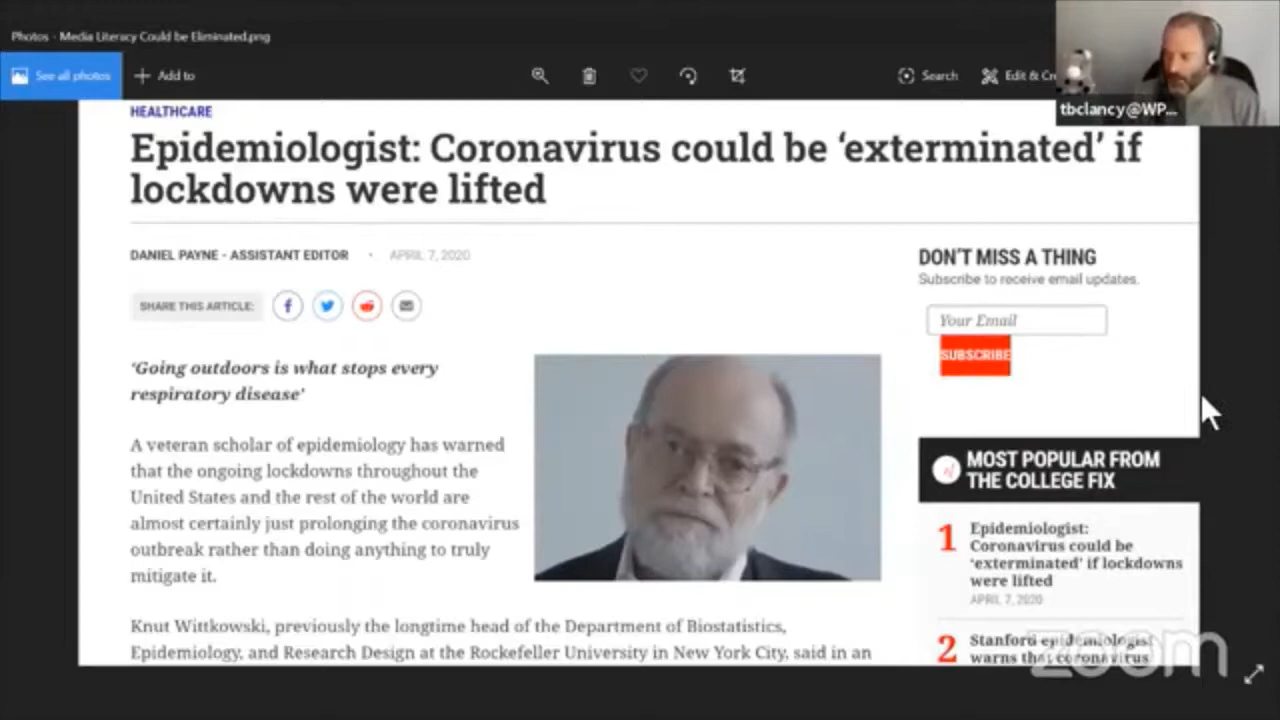 Photos - Media Literacy Could be Eliminated.png
See all photos
Add to
Search
Edit & Cr
tbclancy@WP...
HEALTHCARE
Epidemiologist: Coronavirus could be ‘exterminated’ if
lockdowns were lifted
DANIEL PAYNE - ASSISTANT EDITOR • APRIL 7, 2020
SHARE THIS ARTICLE:
‘Going outdoors is what stops every
respiratory disease’
A veteran scholar of epidemiology has warned
that the ongoing lockdowns throughout the
United States and the rest of the world are
almost certainly just prolonging the coronavirus
outbreak rather than doing anything to truly
mitigate it.
Knut Wittkowski, previously the longtime head of the Department of Biostatistics,
Epidemiology, and Research Design at the Rockefeller University in New York City, said in an
DON'T MISS A THING
Subscribe to receive email updates.
Your Email
SUBSCRIBE
MOST POPULAR FROM
THE COLLEGE FIX
1 Epidemiologist:
Coronavirus could be
‘exterminated’ if lockdowns
were lifted
APRIL 7, 2020
2 Stanford epidemiologist
warns that coronavirus
zoom